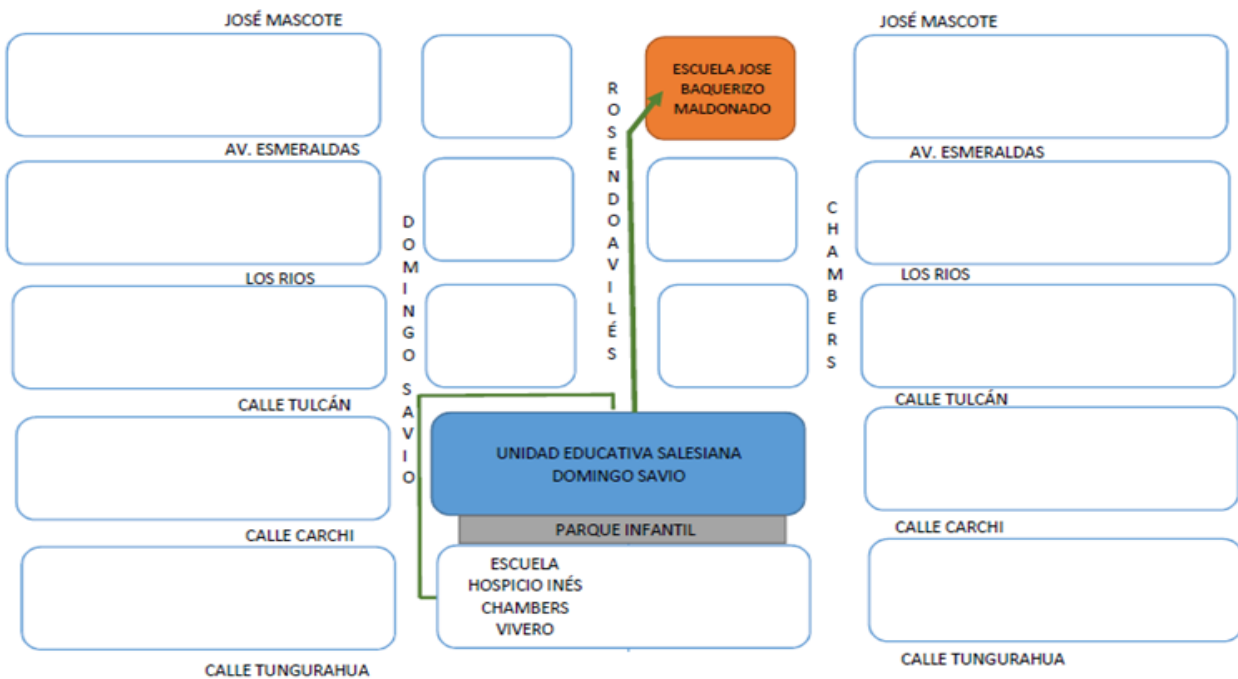 JOSÉ MASCOTE
JOSÉ MASCOTE
ESCUELA JOSE
BAQUERIZO
MALDONADO
AV. ESMERALDAS
AV. ESMERALDAS
ROSENDOAVILÉS
DOMINGO SAVIO
CHAMBERS
LOS RIOS
LOS RIOS
CALLE TULCÁN
CALLE TULCÁN
UNIDAD EDUCATIVA SALESIANA
DOMINGO SAVIO
PARQUE INFANTIL
CALLE CARCHI
CALLE CARCHI
ESCUELA
HOSPICIO INÉS
CHAMBERS
VIVERO
CALLE TUNGURAHUA
CALLE TUNGURAHUA